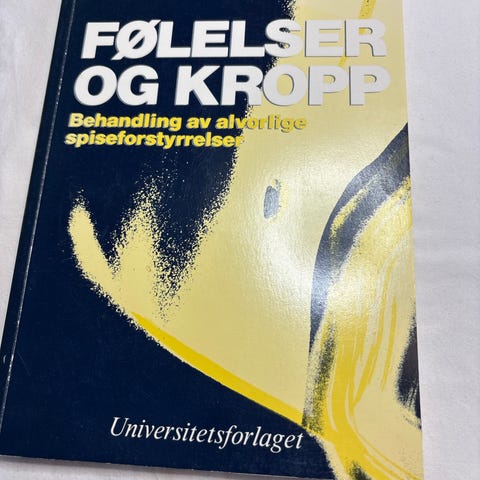 FØLELSER
OG KROPP
Behandling av alvorlige
spiseforstyrrelser
Universitetsforlaget